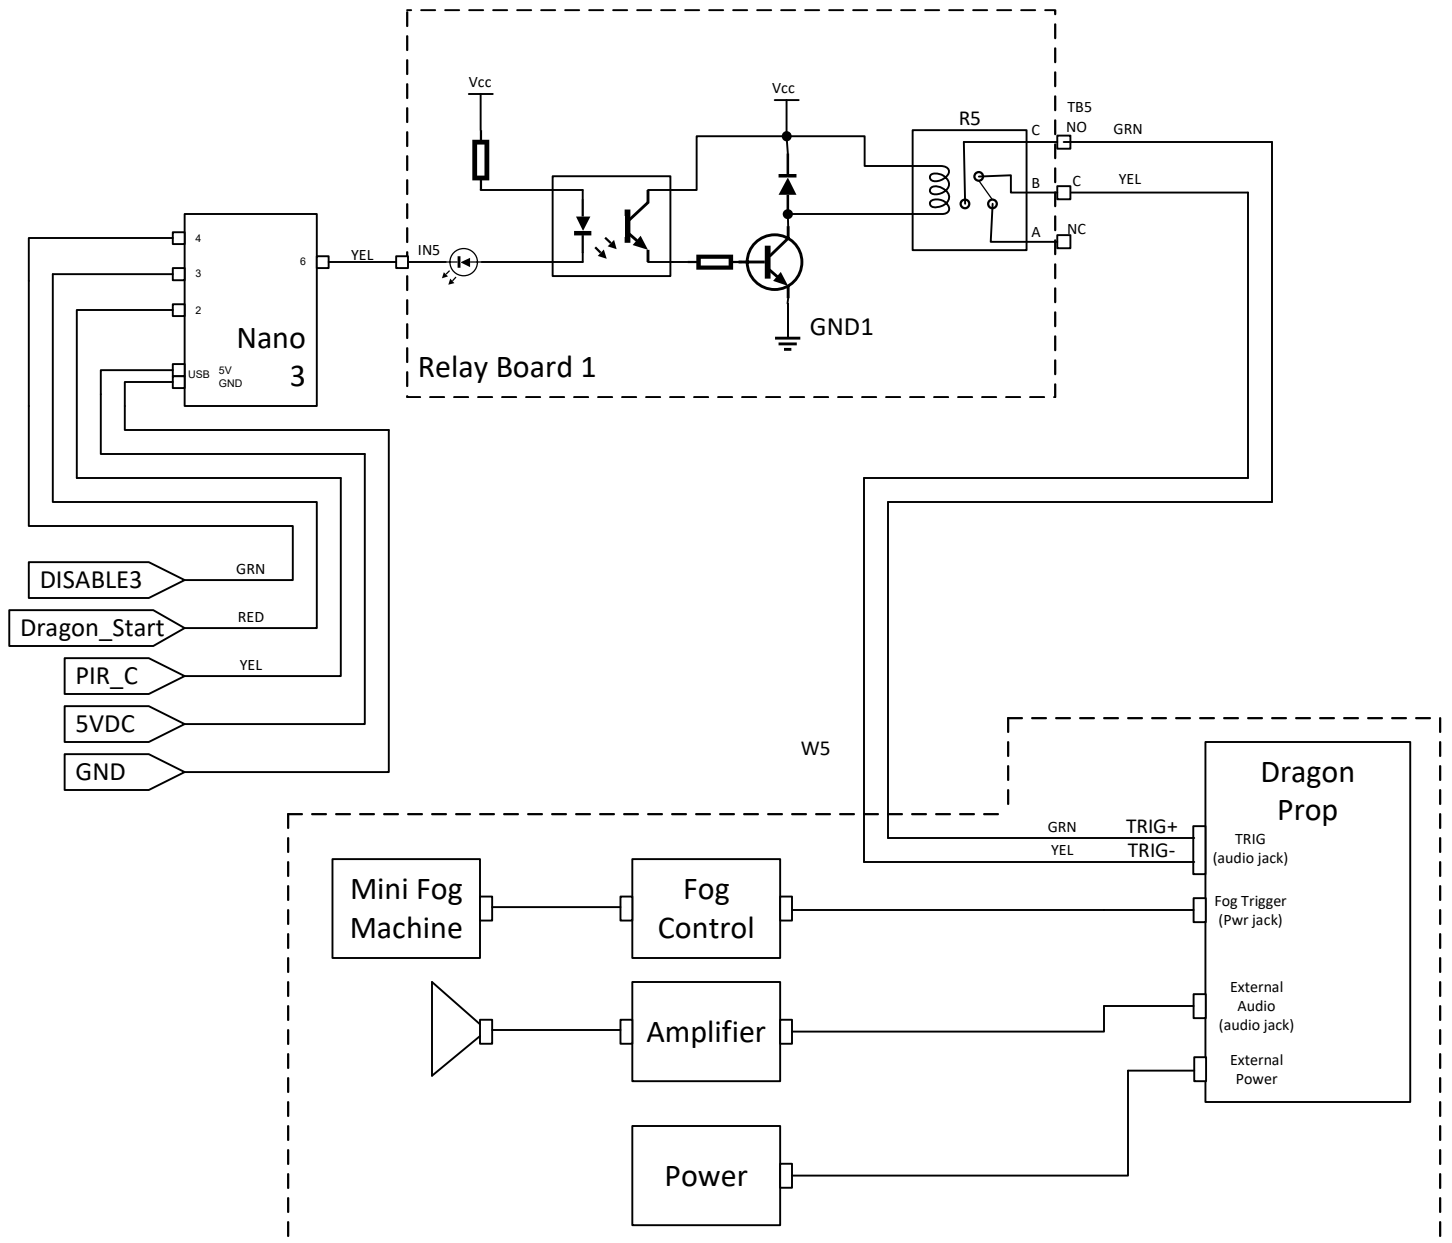 Vcc
Vcc
R5
TB5
C
NO
GRN
B
C
YEL
A
NC
4
3
2
6
YEL
IN5
Nano
3
USB
5V
GND
GND1
Relay Board 1
DISABLE3
GRN
Dragon_Start
RED
PIR_C
YEL
5VDC
GND
W5
Dragon
Prop
GRN
TRIG+
YEL
TRIG-
TRIG
(audio jack)
Mini Fog
Machine
Fog
Control
Fog Trigger
(Pwr jack)
Amplifier
External
Audio
(audio jack)
External
Power
Power